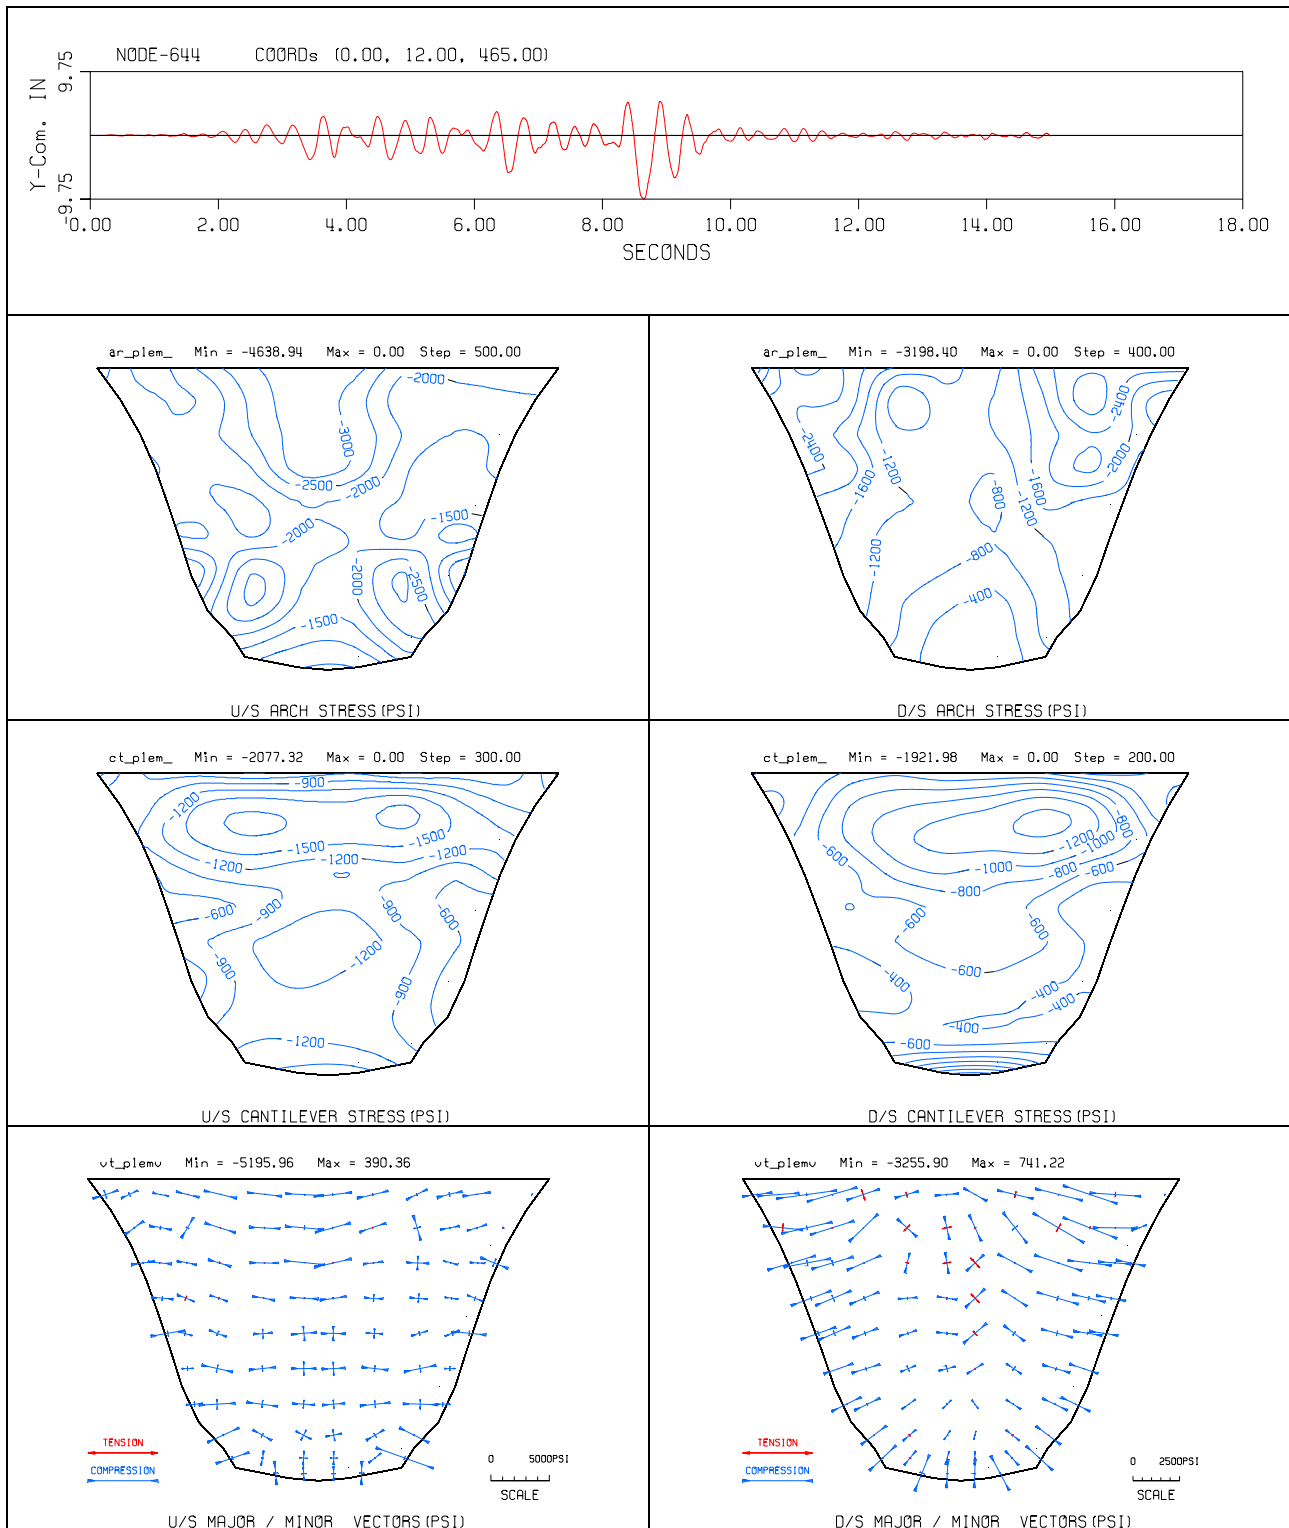 NODE-644 COORDs (0.00, 12.00, 465.00)
Y-Com. IN
9.75
-9.75
-0.00 2.00 4.00 6.00 8.00 10.00 12.00 14.00 16.00 18.00
SECONDS
ar_plem_ Min = -4638.94 Max = 0.00 Step = 500.00
-2000
-3000
-2500
-2000
-2000
-1500
-2000
-2500
-1500
U/S ARCH STRESS(PSI)
ar_plem_ Min = -3198.40 Max = 0.00 Step = 400.00
-2400
-2400
-1200
-2000
-1600
-1600
-800
-1200
-1200
-800
-400
D/S ARCH STRESS(PSI)
ct_plem_ Min = -2077.32 Max = 0.00 Step = 300.00
-900
-1200
-1500
-1500
-1200
-1200
-1200
-600
-900
-900
-600
-900
-1200
-900
-1200
U/S CANTILEVER STRESS(PSI)
ct_plem_ Min = -1921.98 Max = 0.00 Step = 200.00
-800
-1200
-1000
-600
-1000
-800
-600
-800
-600
-600
-600
-400
-400
-400
-400
-600
D/S CANTILEVER STRESS(PSI)
vt_plemv Min = -5195.96 Max = 390.36
TENSION
COMPRESSION
0 5000PSI
SCALE
U/S MAJOR / MINOR VECTORS(PSI)
vt_plemv Min = -3255.90 Max = 741.22
TENSION
COMPRESSION
0 2500PSI
SCALE
D/S MAJOR / MINOR VECTORS(PSI)